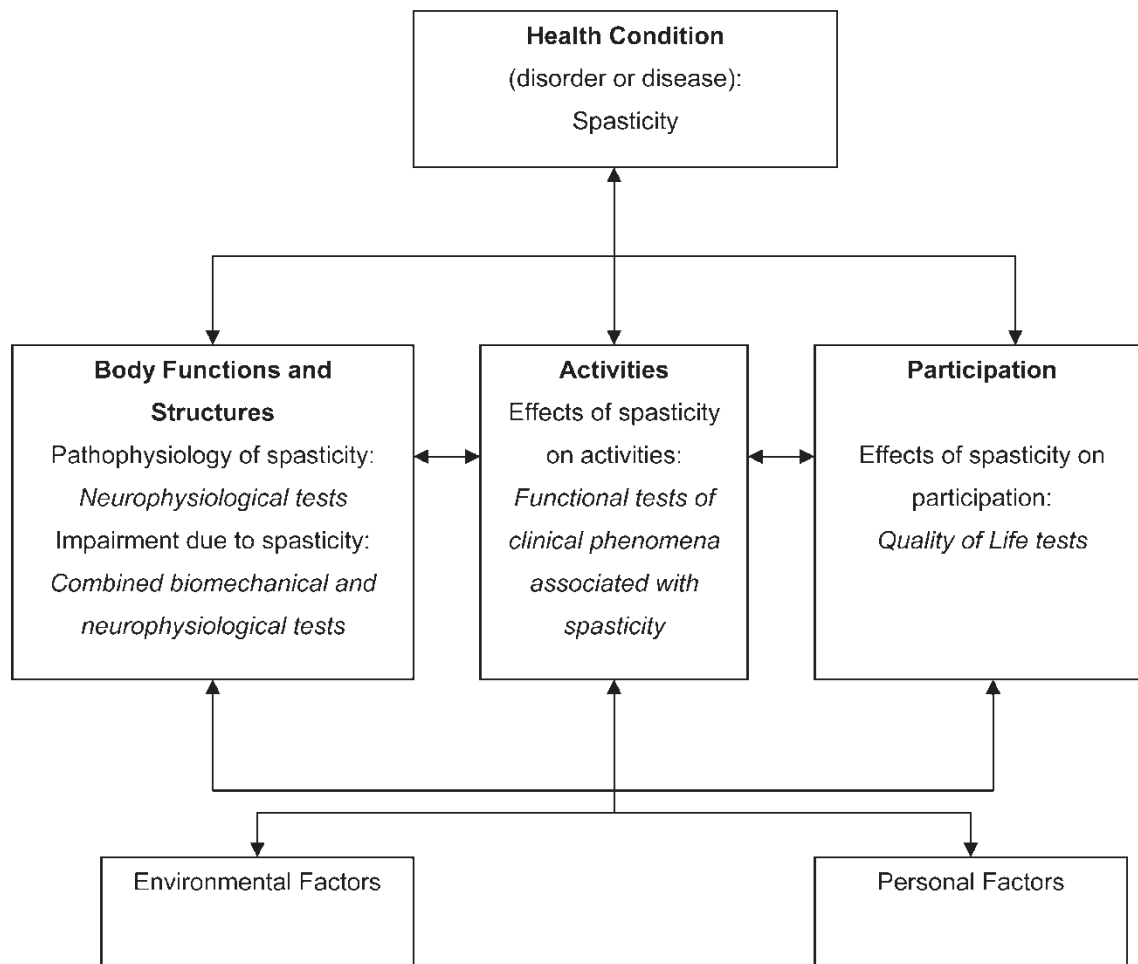 Health Condition
(disorder or disease):
Spasticity
Body Functions and
Structures
Pathophysiology of spasticity:
Neurophysiological tests
Impairment due to spasticity:
Combined biomechanical and
neurophysiological tests
Activities
Effects of spasticity
on activities:
Functional tests of
clinical phenomena
associated with
spasticity
Participation
Effects of spasticity on
participation:
Quality of Life tests
Environmental Factors
Personal Factors